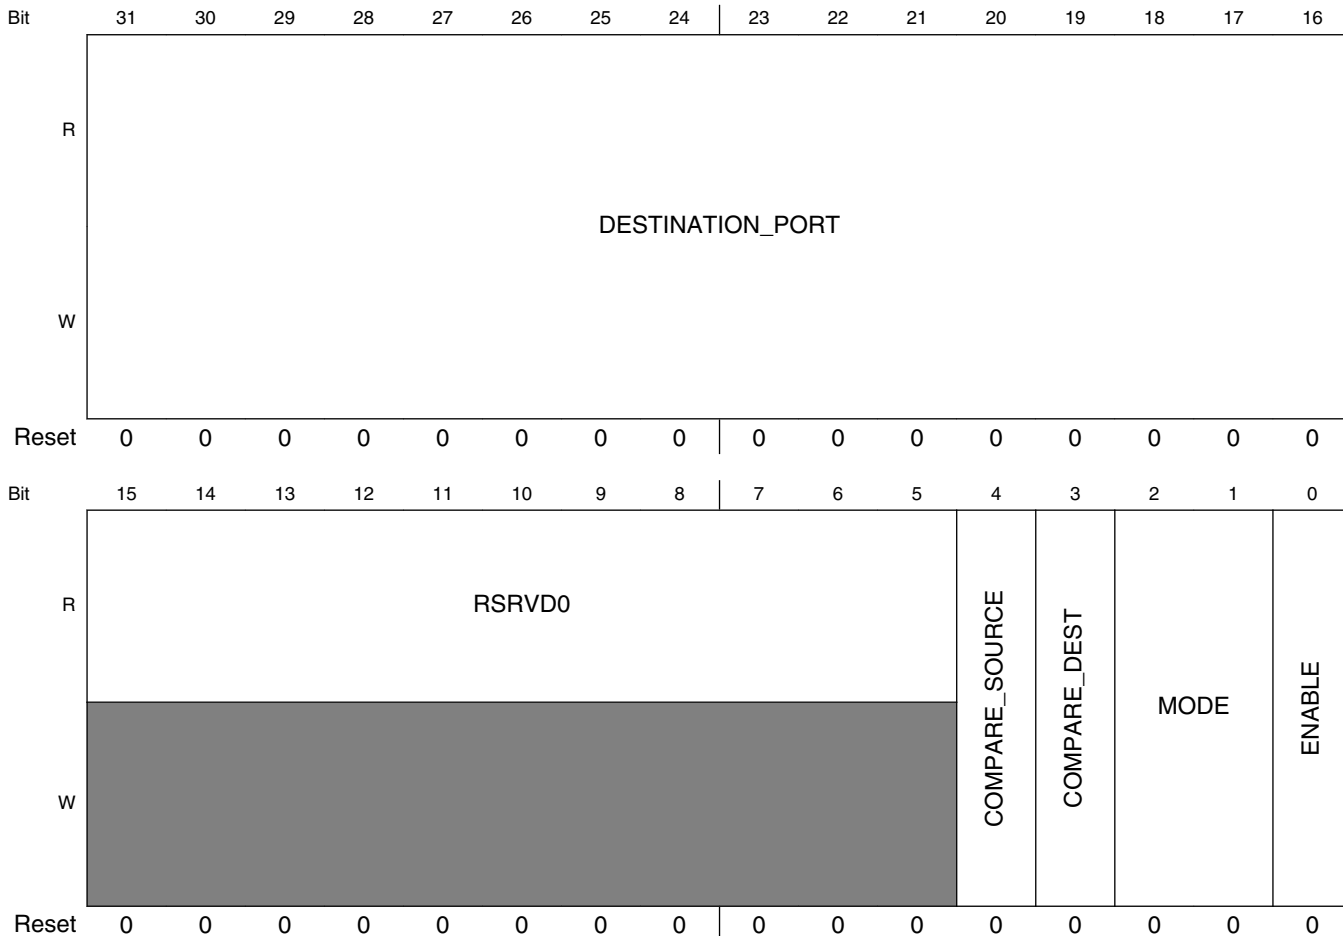 Bit 31 30 29 28 27 26 25 24 23 22 21 20 19 18 17 16
R
DESTINATION_PORT
W
Reset 0 0 0 0 0 0 0 0 0 0 0 0 0 0 0 0
Bit 15 14 13 12 11 10 9 8 7 6 5 4 3 2 1 0
R
RSRVD0
COMPARE_SOURCE
COMPARE_DEST
MODE
ENABLE
W
Reset 0 0 0 0 0 0 0 0 0 0 0 0 0 0 0 0